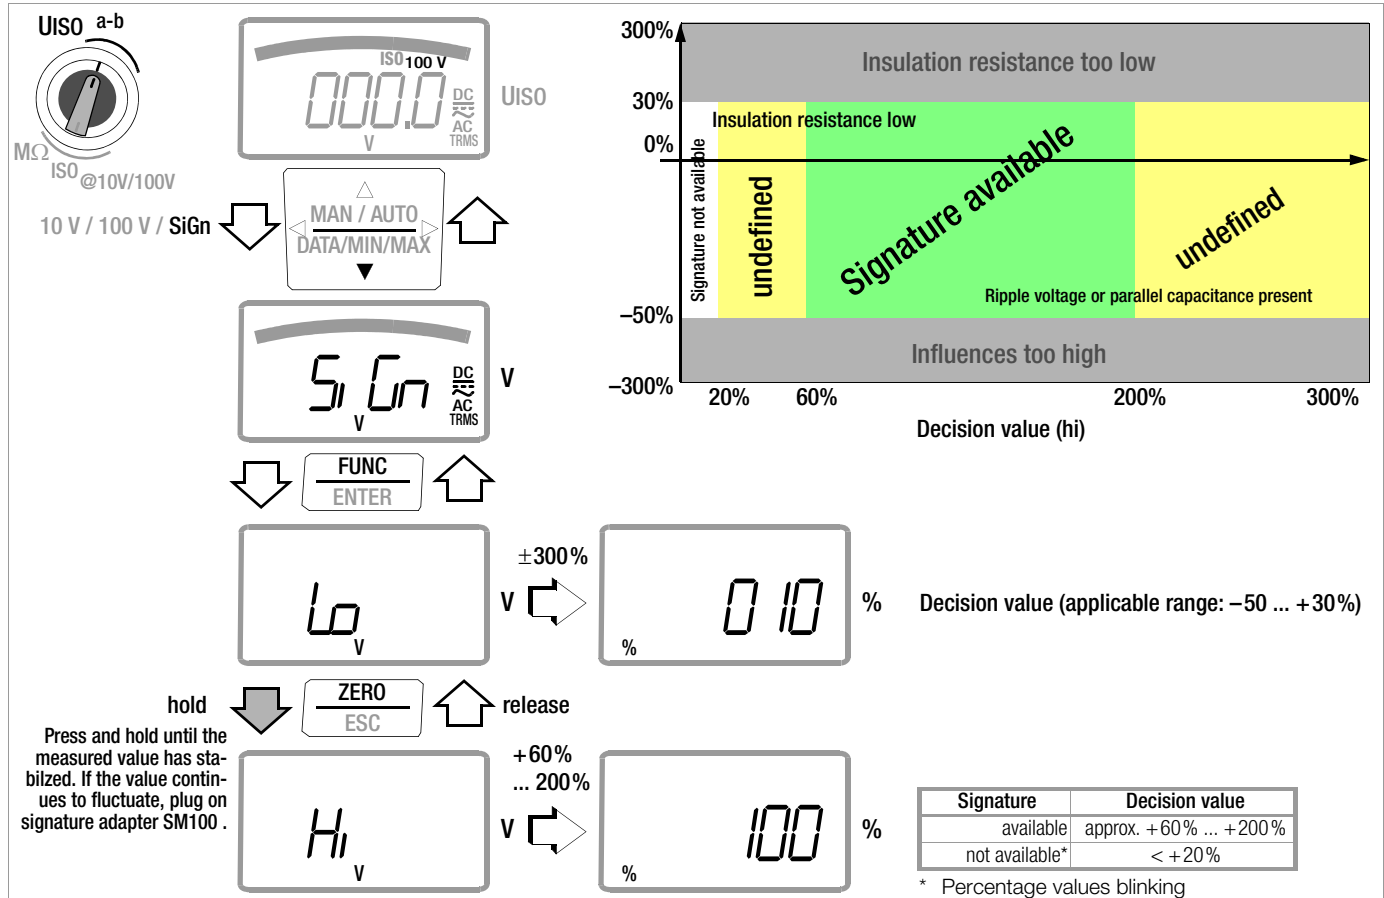 UISO a-b
MΩ
ISO @10V/100V
ISO 100 V
000.0
DC
AC
TRMS
V
UISO
10 V / 100 V / SiGn
MAN / AUTO
DATA/MIN/MAX
SiGn
DC
AC
TRMS
V
V
FUNC
ENTER
Lo
V
V
±300%
010
%
%
Decision value (applicable range: –50 ... +30%)
hold
ZERO
ESC
release
Press and hold until the
measured value has sta-
bilzed. If the value contin-
ues to fluctuate, plug on
signature adapter SM100 .
+60%
... 200%
Hi
V
V
100
%
%
300%
30%
0%
–50%
–300%
Insulation resistance too low
Insulation resistance low
Signature not available
undefined
Signature available
undefined
Ripple voltage or parallel capacitance present
Influences too high
20% 60% 200% 300%
Decision value (hi)
Signature Decision value
available approx. +60% ... +200%
not available* < +20%
* Percentage values blinking